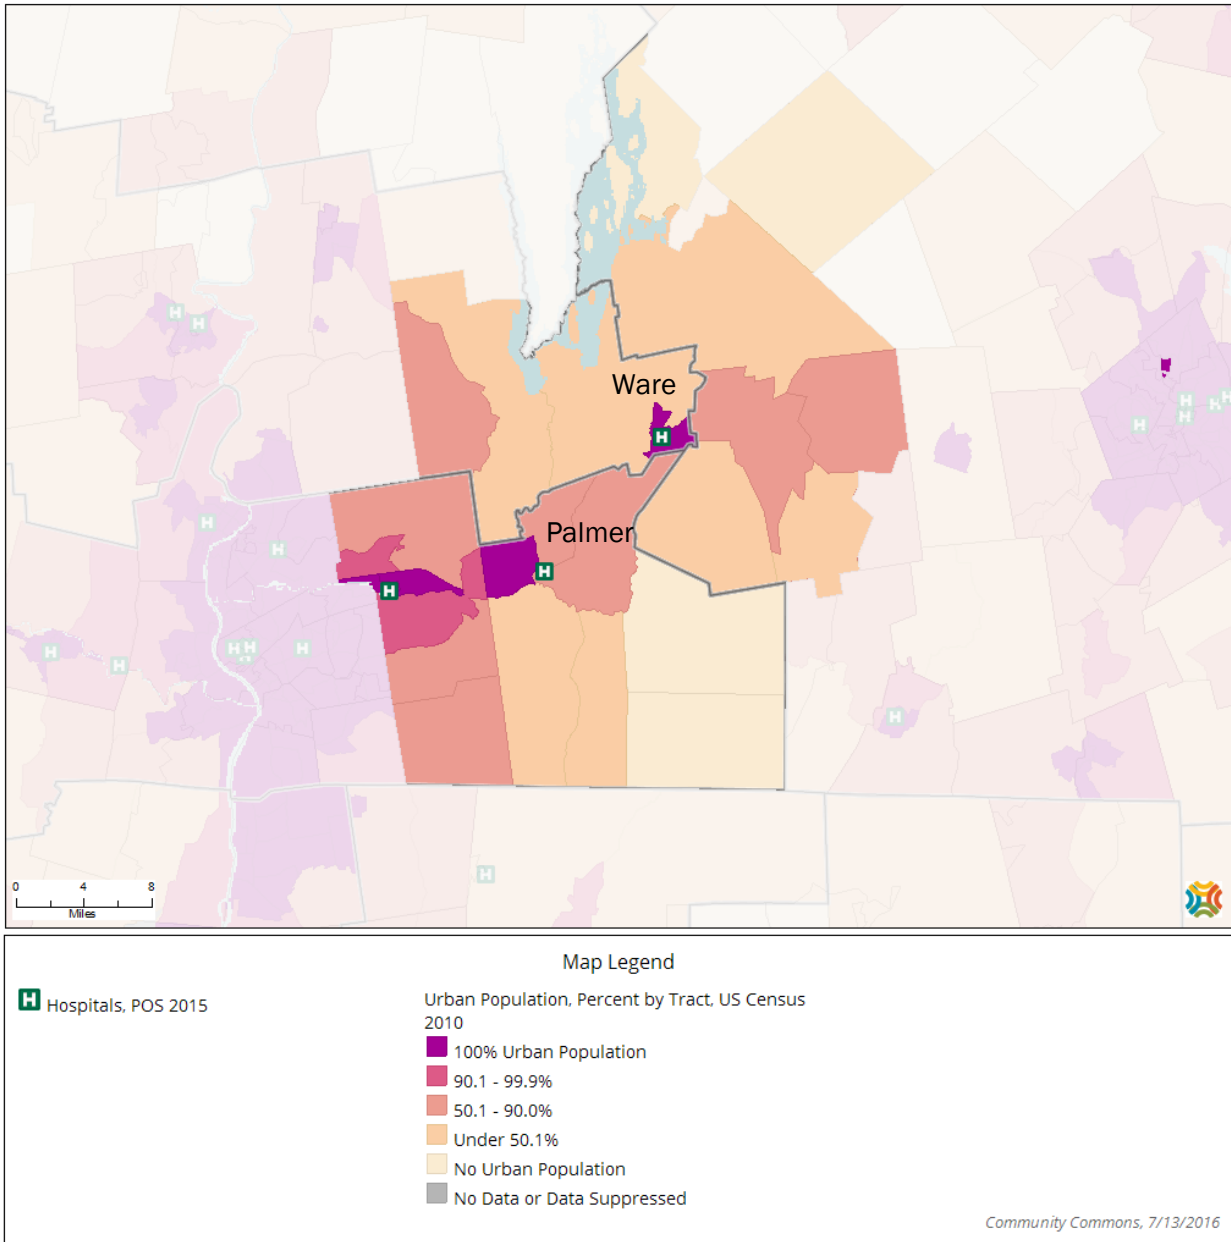 Ware
Palmer
0 4 8
Miles
Map Legend
H Hospitals, POS 2015
Urban Population, Percent by Tract, US Census
2010
100% Urban Population
90.1 - 99.9%
50.1 - 90.0%
Under 50.1%
No Urban Population
No Data or Data Suppressed
Community Commons, 7/13/2016